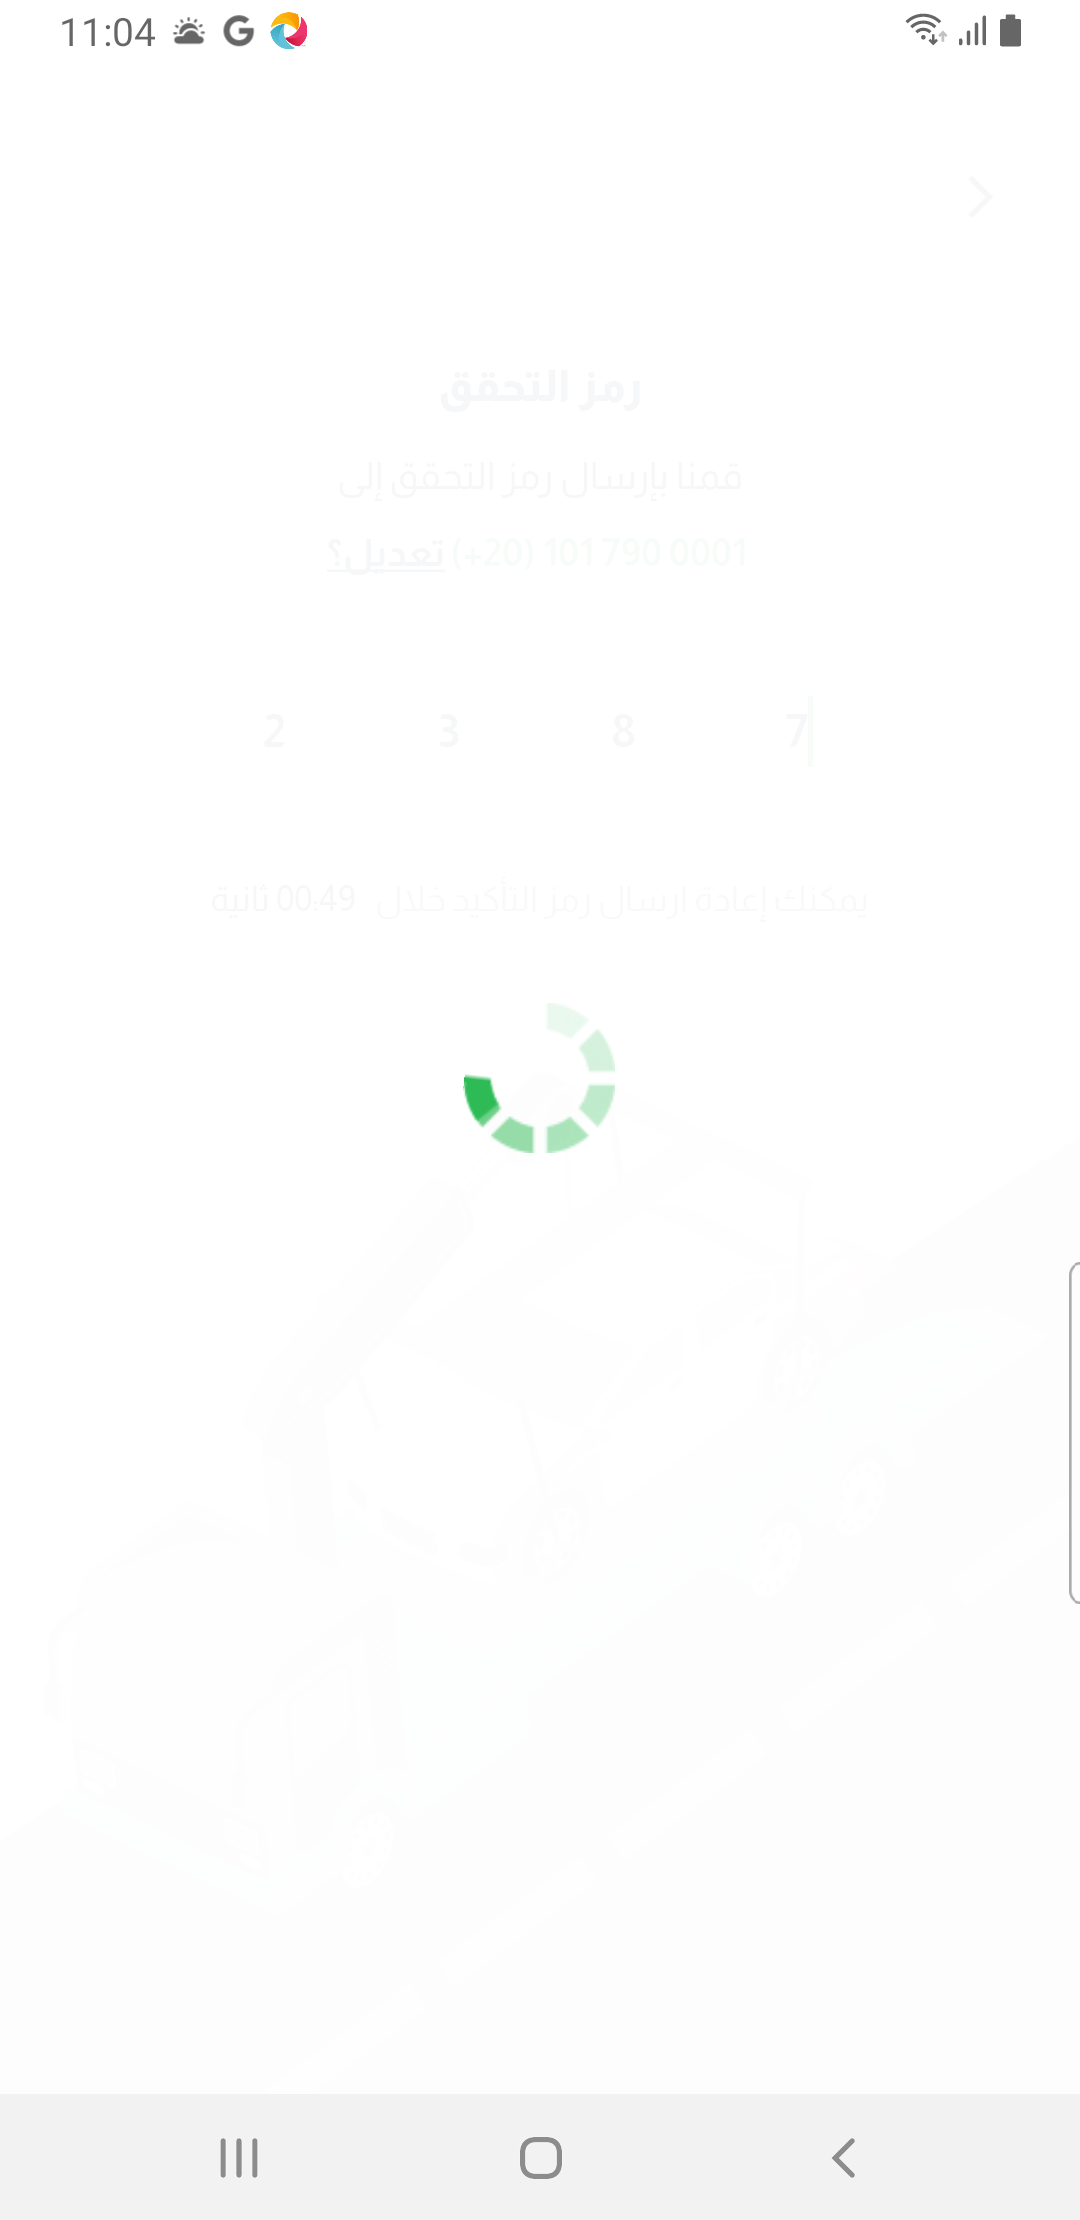 11:04
رمز التحقق
قمنا بإرسال رمز التحقق إلى
(+20) 101 790 0001 تعديل؟
2 3 8 7
يمكنك إعادة ارسال رمز التأكيد خلال 00:49 ثانية